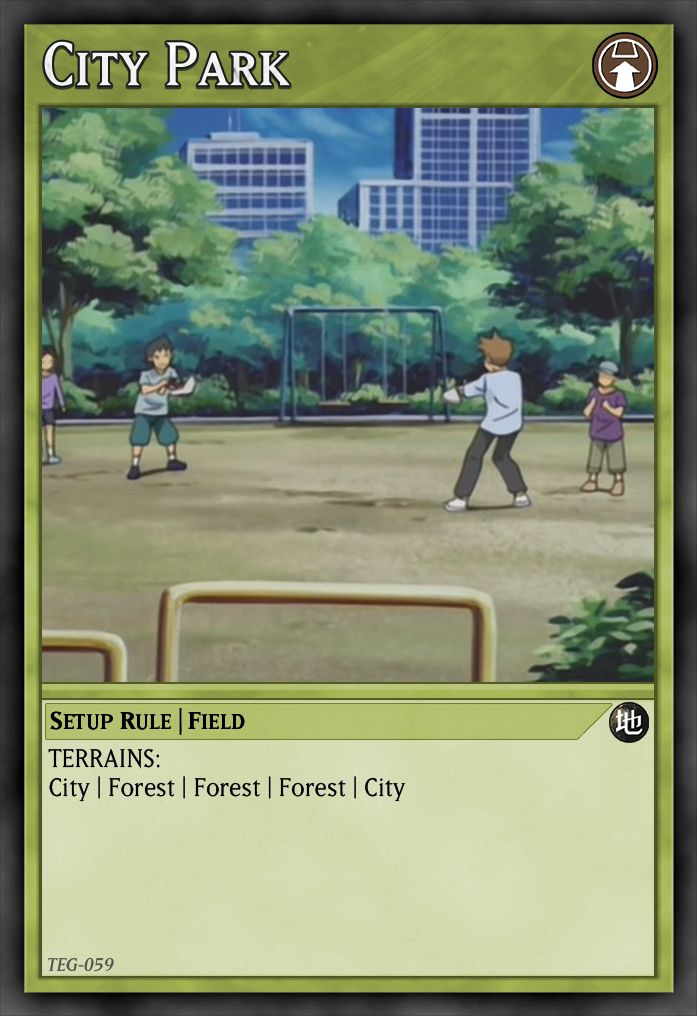 City Park
Setup Rule | Field
地
TERRAINS:
City | Forest | Forest | Forest | City
TEG-059